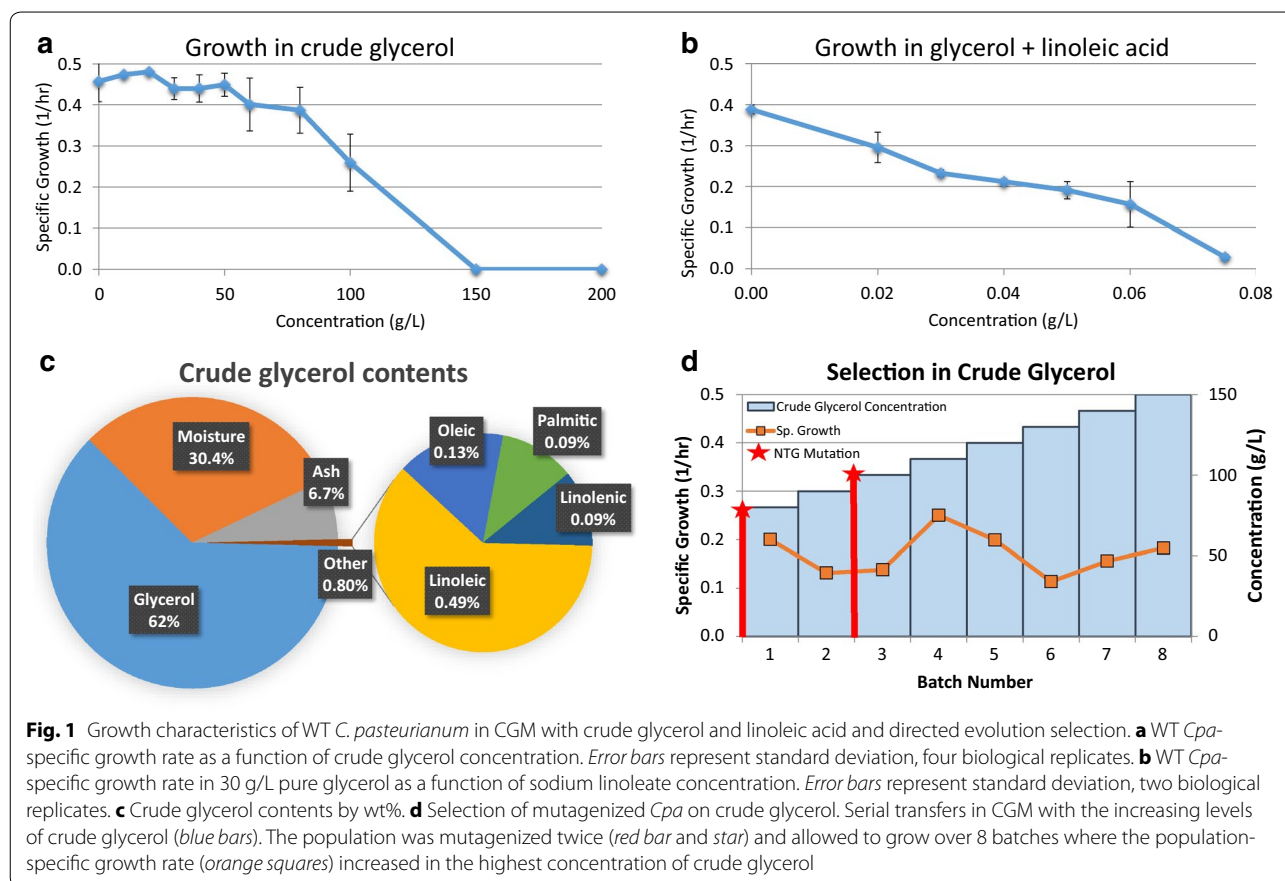 a
Growth in crude glycerol
Specific Growth (1/hr)
0.5
0.4
0.3
0.2
0.1
0.0
0 50 100 150 200
Concentration (g/L)
b
Growth in glycerol + linoleic acid
Specific Growth (1/hr)
0.5
0.4
0.3
0.2
0.1
0.0
0.00 0.02 0.04 0.06 0.08
Concentration (g/L)
c
Crude glycerol contents
Moisture
30.4%
Ash
6.7%
Other
0.80%
Glycerol
62%
Oleic
0.13%
Palmitic
0.09%
Linolenic
0.09%
Linoleic
0.49%
d
Selection in Crude Glycerol
Specific Growth (1/hr)
0.5
0.4
0.3
0.2
0.1
0.0
Crude Glycerol Concentration
Sp. Growth
NTG Mutation
150
100
50
0
Concentration (g/L)
1 2 3 4 5 6 7 8
Batch Number
Fig. 1 Growth characteristics of WT C. pasteurianum in CGM with crude glycerol and linoleic acid and directed evolution selection. a WT Cpa-
specific growth rate as a function of crude glycerol concentration. Error bars represent standard deviation, four biological replicates. b WT Cpa-
specific growth rate in 30 g/L pure glycerol as a function of sodium linoleate concentration. Error bars represent standard deviation, two biological
replicates. c Crude glycerol contents by wt%. d Selection of mutagenized Cpa on crude glycerol. Serial transfers in CGM with the increasing levels
of crude glycerol (blue bars). The population was mutagenized twice (red bar and star) and allowed to grow over 8 batches where the population-
specific growth rate (orange squares) increased in the highest concentration of crude glycerol